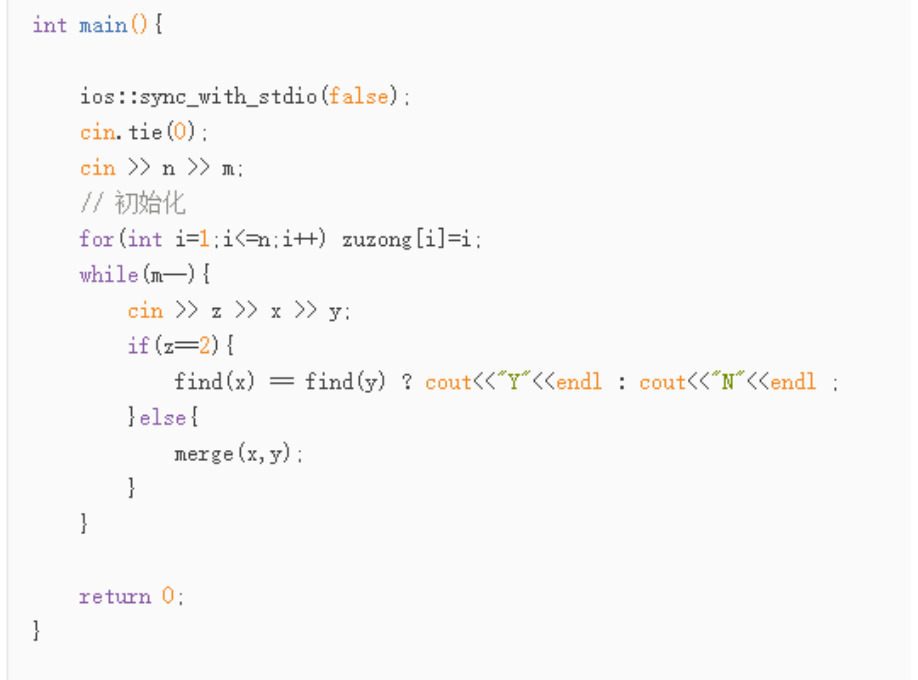 int main(){
ios::sync_with_stdio(false);
cin.tie(0);
cin >> n >> m;
// 初始化
for(int i=1;i<=n;i++) zuzong[i]=i;
while(m--){
cin >> z >> x >> y;
if(z==2){
find(x) == find(y) ? cout<<"Y"<<endl : cout<<"N"<<endl ;
}else{
merge(x,y);
}
}
return 0;
}